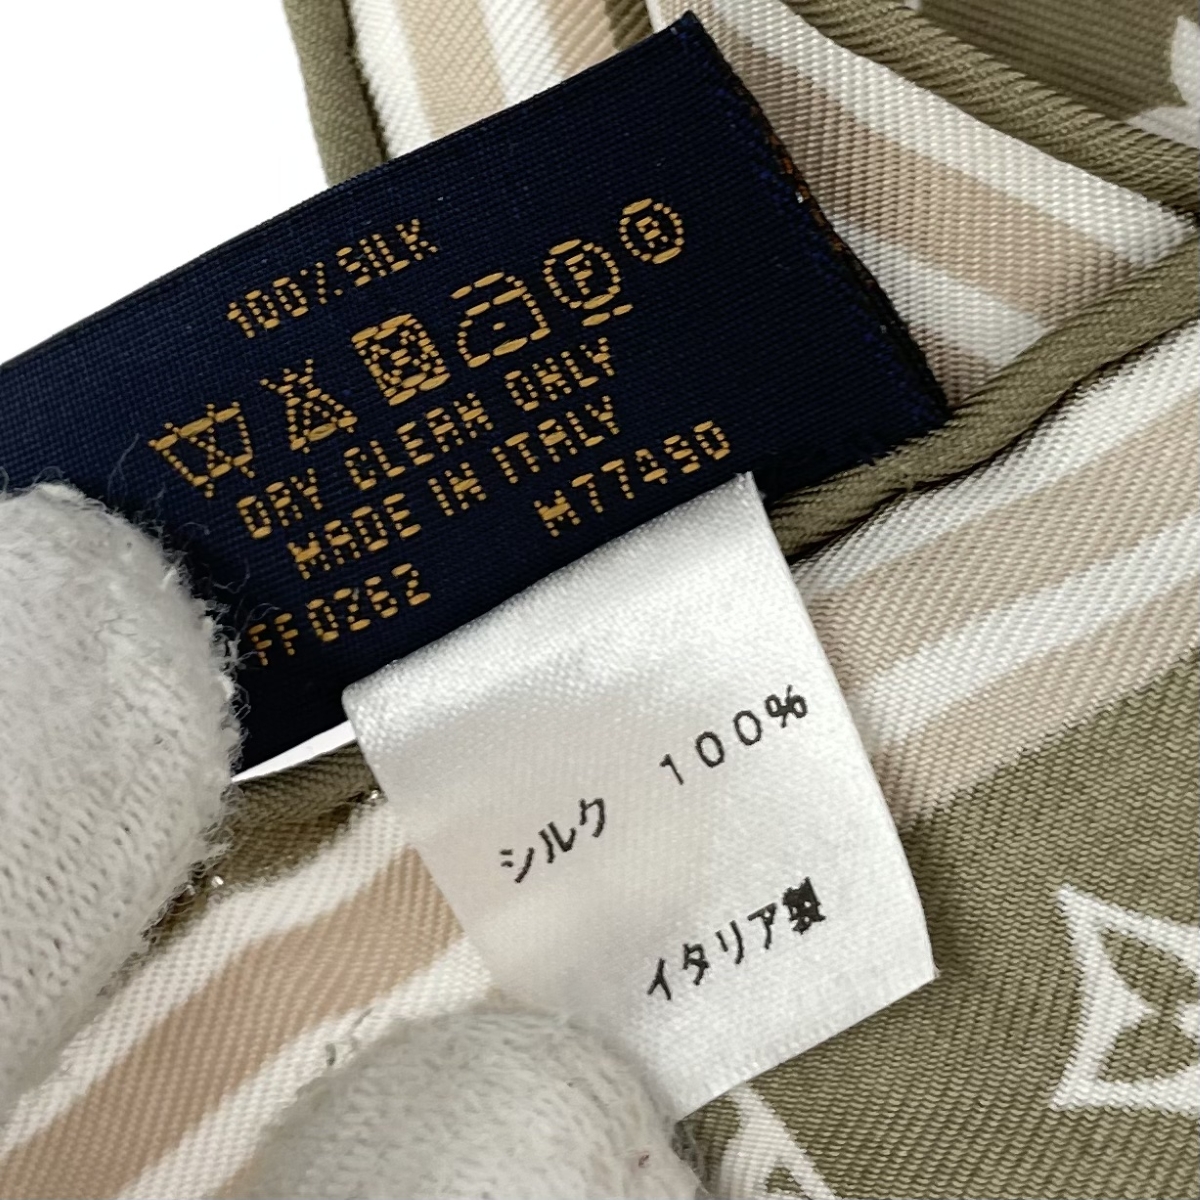 100% SILK
P
R
DRY CLEAN ONLY
MADE IN ITALY
M77490
FF0262
シルク 100%
イタリア製